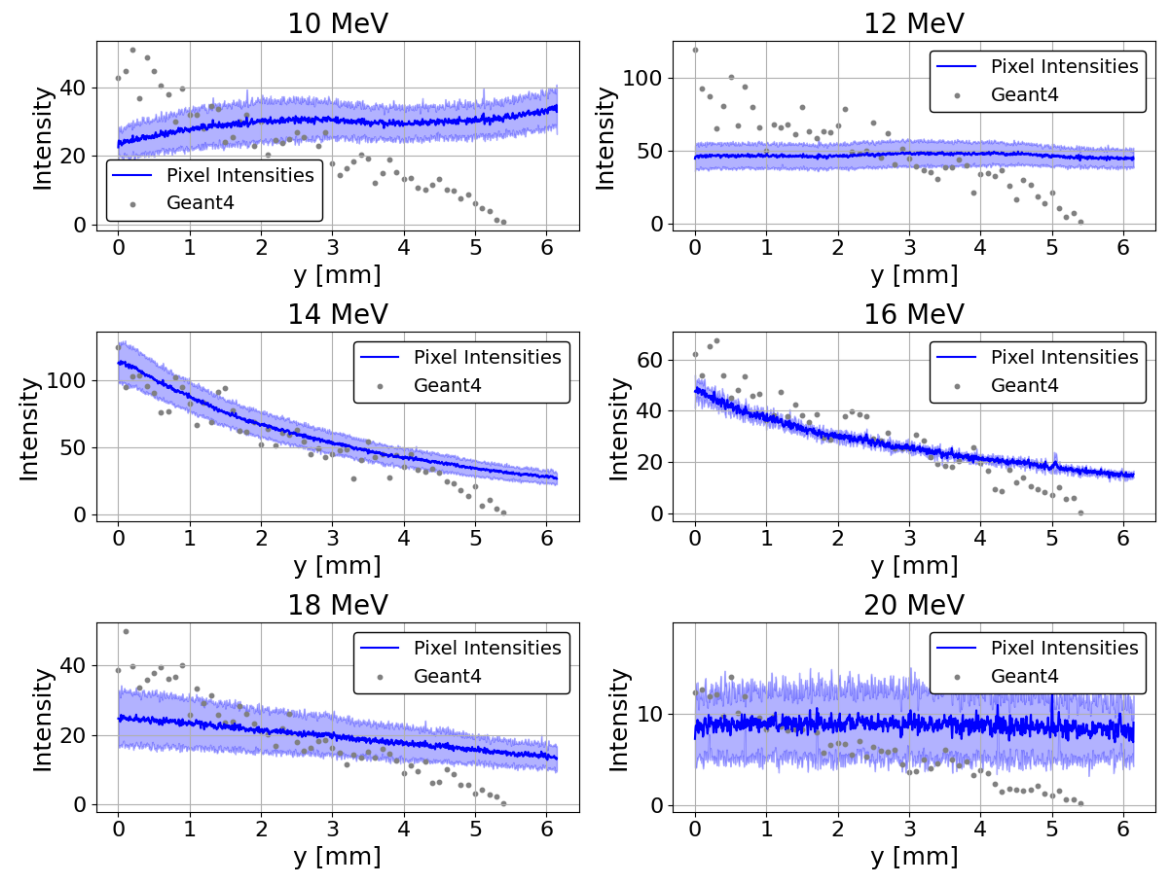 10 MeV
Intensity
40
20
0
Pixel Intensities
Geant4
0 1 2 3 4 5 6
y [mm]
12 MeV
Intensity
100
50
0
Pixel Intensities
Geant4
0 1 2 3 4 5 6
y [mm]
14 MeV
Intensity
100
50
0
Pixel Intensities
Geant4
0 1 2 3 4 5 6
y [mm]
16 MeV
Intensity
60
40
20
0
Pixel Intensities
Geant4
0 1 2 3 4 5 6
y [mm]
18 MeV
Intensity
40
20
0
Pixel Intensities
Geant4
0 1 2 3 4 5 6
y [mm]
20 MeV
Intensity
10
0
Pixel Intensities
Geant4
0 1 2 3 4 5 6
y [mm]